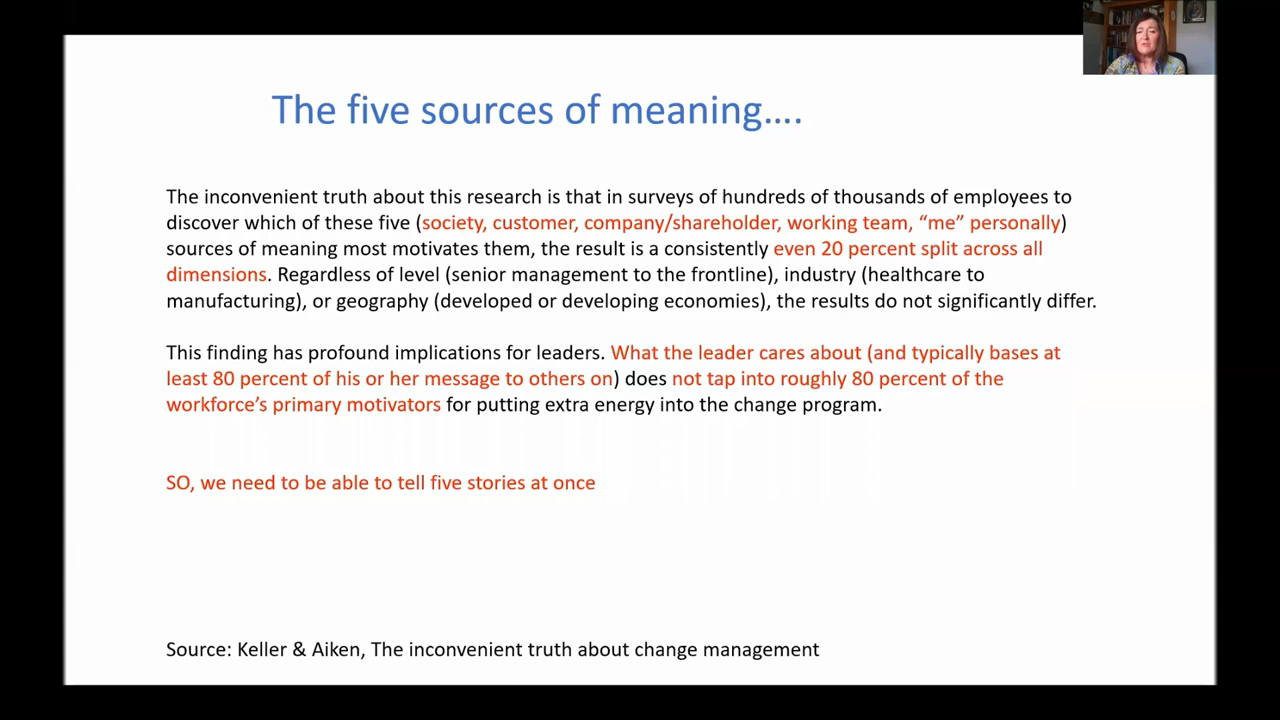 The five sources of meaning....
The inconvenient truth about this research is that in surveys of hundreds of thousands of employees to
discover which of these five (society, customer, company/shareholder, working team, “me” personally)
sources of meaning most motivates them, the result is a consistently even 20 percent split across all
dimensions. Regardless of level (senior management to the frontline), industry (healthcare to
manufacturing), or geography (developed or developing economies), the results do not significantly differ.
This finding has profound implications for leaders. What the leader cares about (and typically bases at
least 80 percent of his or her message to others on) does not tap into roughly 80 percent of the
workforce’s primary motivators for putting extra energy into the change program.
SO, we need to be able to tell five stories at once
Source: Keller & Aiken, The inconvenient truth about change management